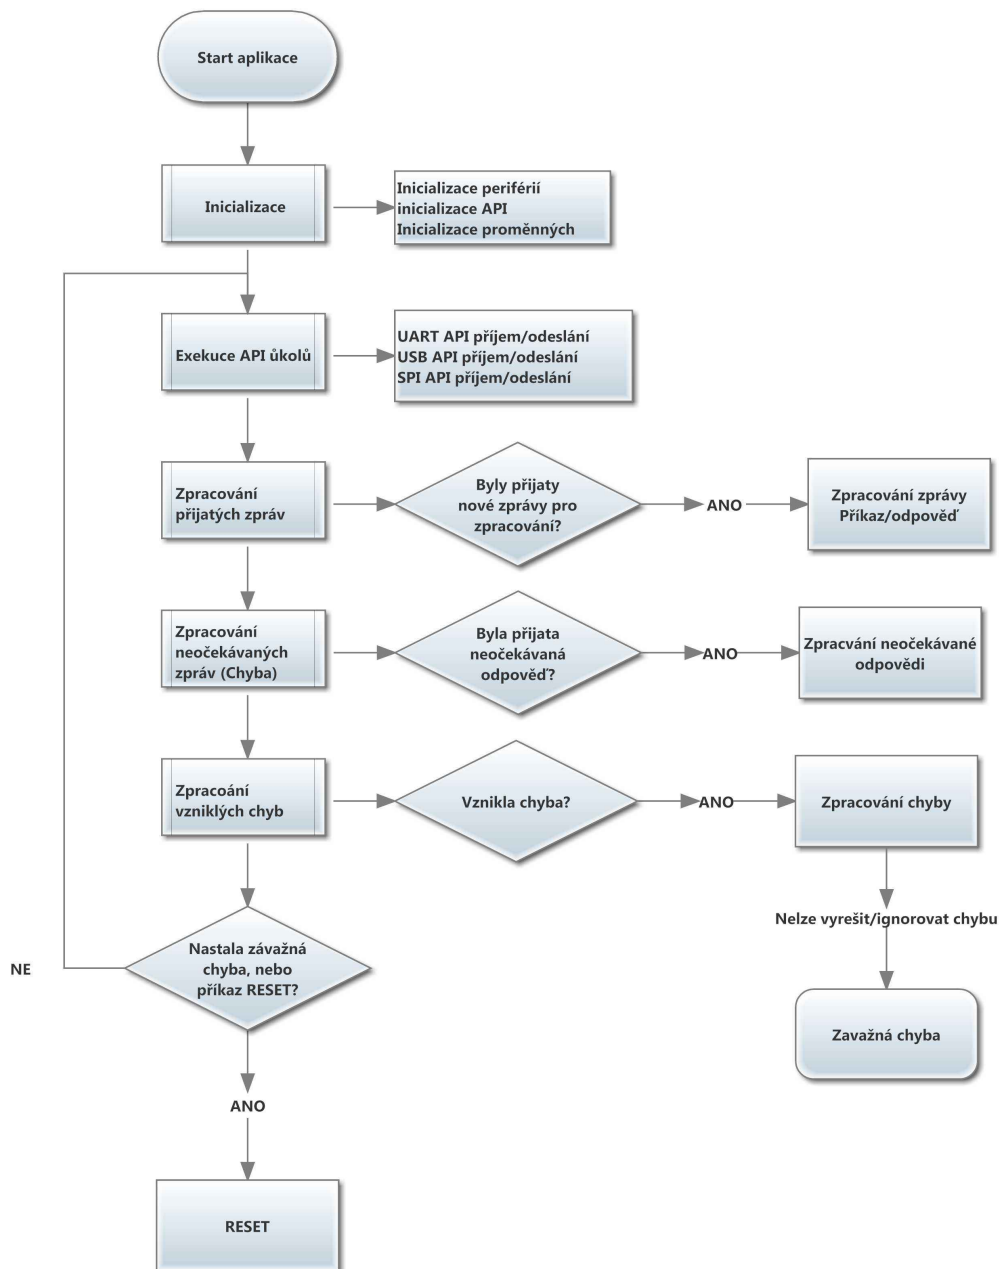 Start aplikace
Inicializace
Inicializace periférií
inicializace API
Inicializace proměnných
Exekuce API ůkolů
UART API příjem/odeslání
USB API příjem/odeslání
SPI API příjem/odeslání
Zpracování
přijatých zpráv
Byly přijaty
nové zprávy pro
zpracování?
ANO
Zpracování zprávy
Příkaz/odpověď
Zpracování
neočekávaných
zpráv (Chyba)
Byla přijata
neočekávaná
odpověď?
ANO
Zpracvání neočekávané
odpovědi
Zpracoání
vzniklých chyb
Vznikla chyba?
ANO
Zpracování chyby
Nelze vyrešit/ignorovat chybu
Nastala závažná
chyba, nebo
příkaz RESET?
NE
Zavažná chyba
ANO
RESET